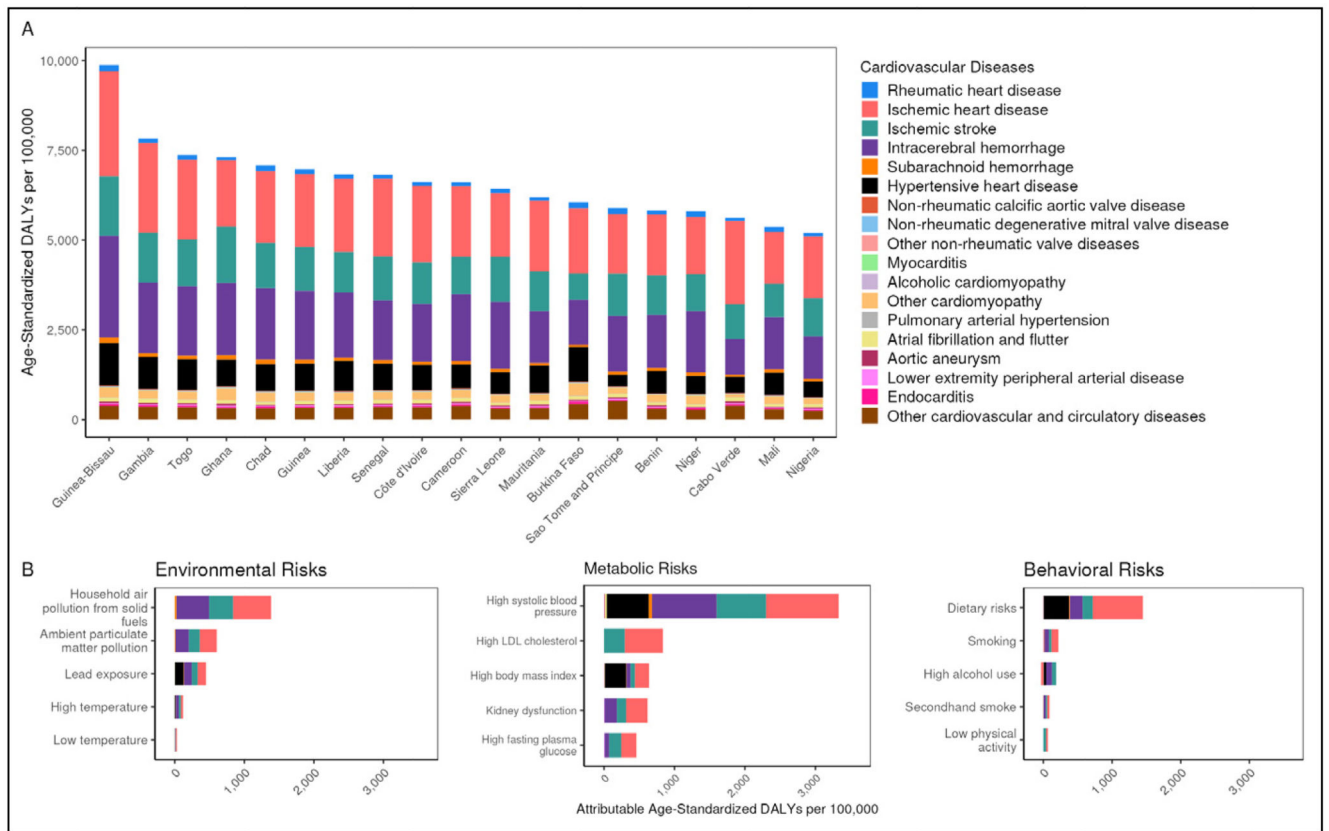 A
Age-Standardized DALYs per 100,000
10,000
7,500
5,000
2,500
0
Guinea-Bissau
Gambia
Togo
Ghana
Chad
Guinea
Liberia
Senegal
Côte d'Ivoire
Cameroon
Sierra Leone
Mauritania
Burkina Faso
Sao Tome and Principe
Benin
Niger
Cabo Verde
Mali
Nigeria
Cardiovascular Diseases
Rheumatic heart disease
Ischemic heart disease
Ischemic stroke
Intracerebral hemorrhage
Subarachnoid hemorrhage
Hypertensive heart disease
Non-rheumatic calcific aortic valve disease
Non-rheumatic degenerative mitral valve disease
Other non-rheumatic valve diseases
Myocarditis
Alcoholic cardiomyopathy
Other cardiomyopathy
Pulmonary arterial hypertension
Atrial fibrillation and flutter
Aortic aneurysm
Lower extremity peripheral arterial disease
Endocarditis
Other cardiovascular and circulatory diseases
B
Environmental Risks
Household air
pollution from solid
fuels
Ambient particulate
matter pollution
Lead exposure
High temperature
Low temperature
0
1,000
2,000
3,000
Metabolic Risks
High systolic blood
pressure
High LDL cholesterol
High body mass index
Kidney dysfunction
High fasting plasma
glucose
0
1,000
2,000
3,000
Attributable Age-Standardized DALYs per 100,000
Behavioral Risks
Dietary risks
Smoking
High alcohol use
Secondhand smoke
Low physical
activity
0
1,000
2,000
3,000